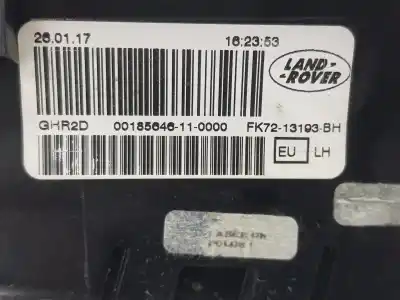 26.01.17 16:23:53
LAND-
ROVER
GHR2D 00185646-11-0000 FK72-13193-BH
EU LH